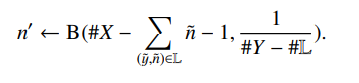 n′ ← B(#X − ∑_{(ỹ,ñ)∈𝕃} ñ − 1, 1/(#Y − #𝕃)).